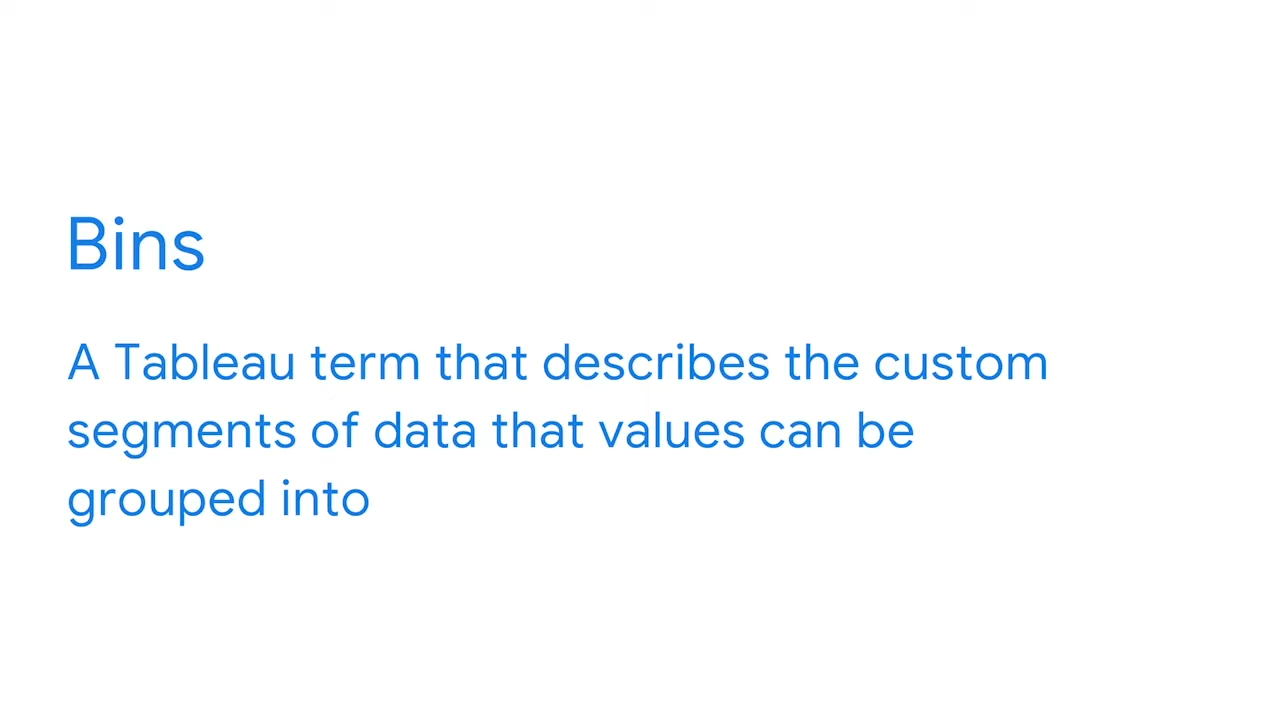 Bins
A Tableau term that describes the custom
segments of data that values can be
grouped into